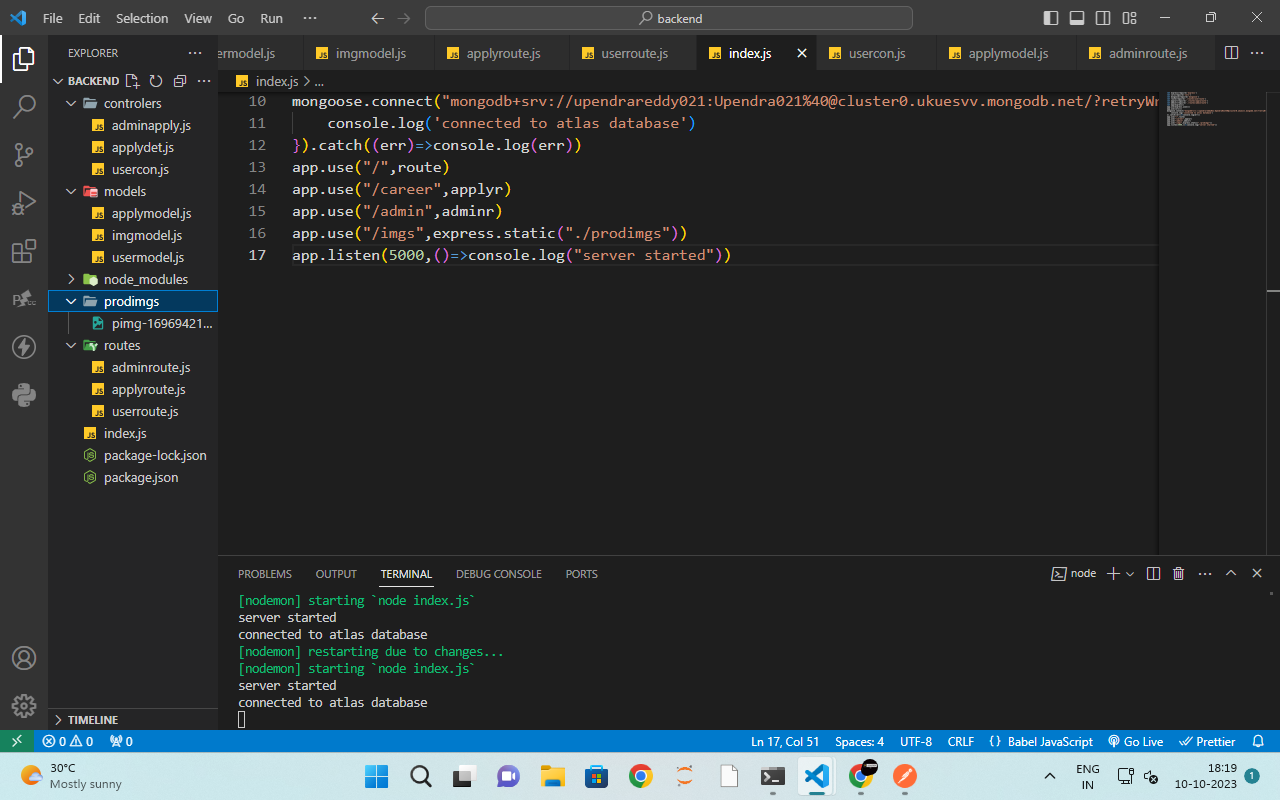 File Edit Selection View Go Run ··· backend
EXPLORER ···
BACKEND
controlers
adminapply.js
applydet.js
usercon.js
models
applymodel.js
imgmodel.js
usermodel.js
node_modules
prodimgs
pimg-16969421...
routes
adminroute.js
applyroute.js
userroute.js
index.js
package-lock.json
package.json
TIMELINE
ermodel.js imgmodel.js applyroute.js userroute.js index.js usercon.js applymodel.js adminroute.js
index.js > ...
10 mongoose.connect("mongodb+srv://upendrareddy021:Upendra021%40@cluster0.ukuesvv.mongodb.net/?retryWr
11 console.log('connected to atlas database')
12 }).catch((err)=>console.log(err))
13 app.use("/",route)
14 app.use("/career",applyr)
15 app.use("/admin",adminr)
16 app.use("/imgs",express.static("./prodimgs"))
17 app.listen(5000,()=>console.log("server started"))
PROBLEMS OUTPUT TERMINAL DEBUG CONSOLE PORTS node
[nodemon] starting `node index.js`
server started
connected to atlas database
[nodemon] restarting due to changes...
[nodemon] starting `node index.js`
server started
connected to atlas database
0 0 0 Ln 17, Col 51 Spaces: 4 UTF-8 CRLF {} Babel JavaScript Go Live Prettier
30°C
Mostly sunny
ENG
IN
18:19
10-10-2023
1